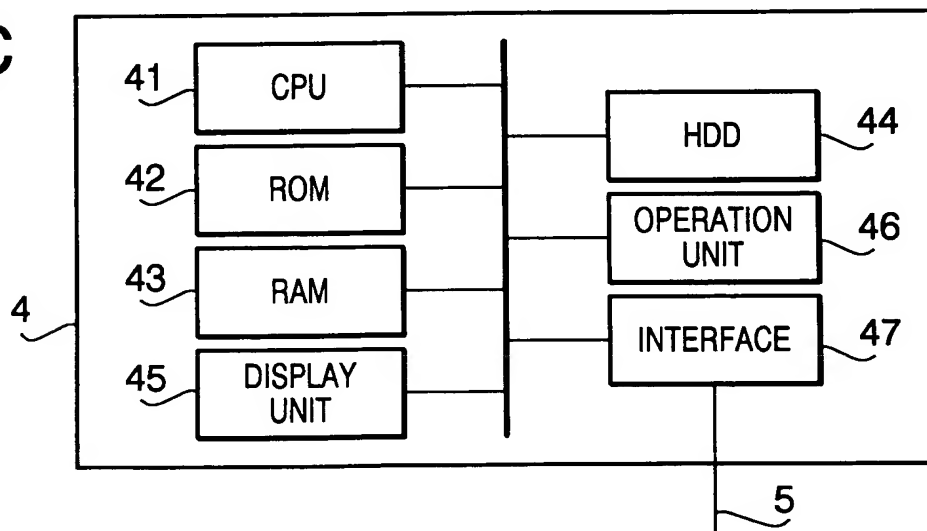 C
41
CPU
42
ROM
43
RAM
4
45
DISPLAY
UNIT
HDD
44
OPERATION
UNIT
46
INTERFACE
47
5